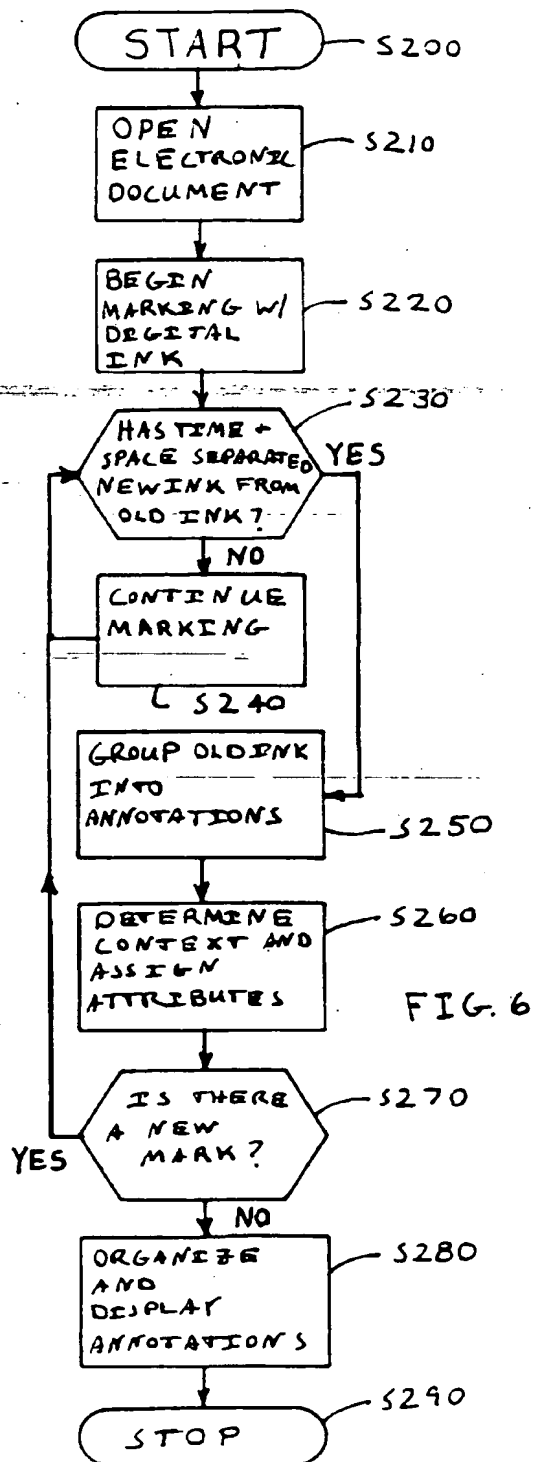 START
S200
OPEN
ELECTRONIC
DOCUMENT
S210
BEGIN
MARKING W/
DIGITAL
INK
S220
S230
HAS TIME +
SPACE SEPARATED
NEW INK FROM
OLD INK?
YES
NO
CONTINUE
MARKING
S240
GROUP OLD INK
INTO
ANNOTATIONS
S250
DETERMINE
CONTEXT AND
ASSIGN
ATTRIBUTES
S260
FIG. 6
IS THERE
A NEW
MARK?
S270
YES
NO
ORGANIZE
AND
DISPLAY
ANNOTATIONS
S280
STOP
S290